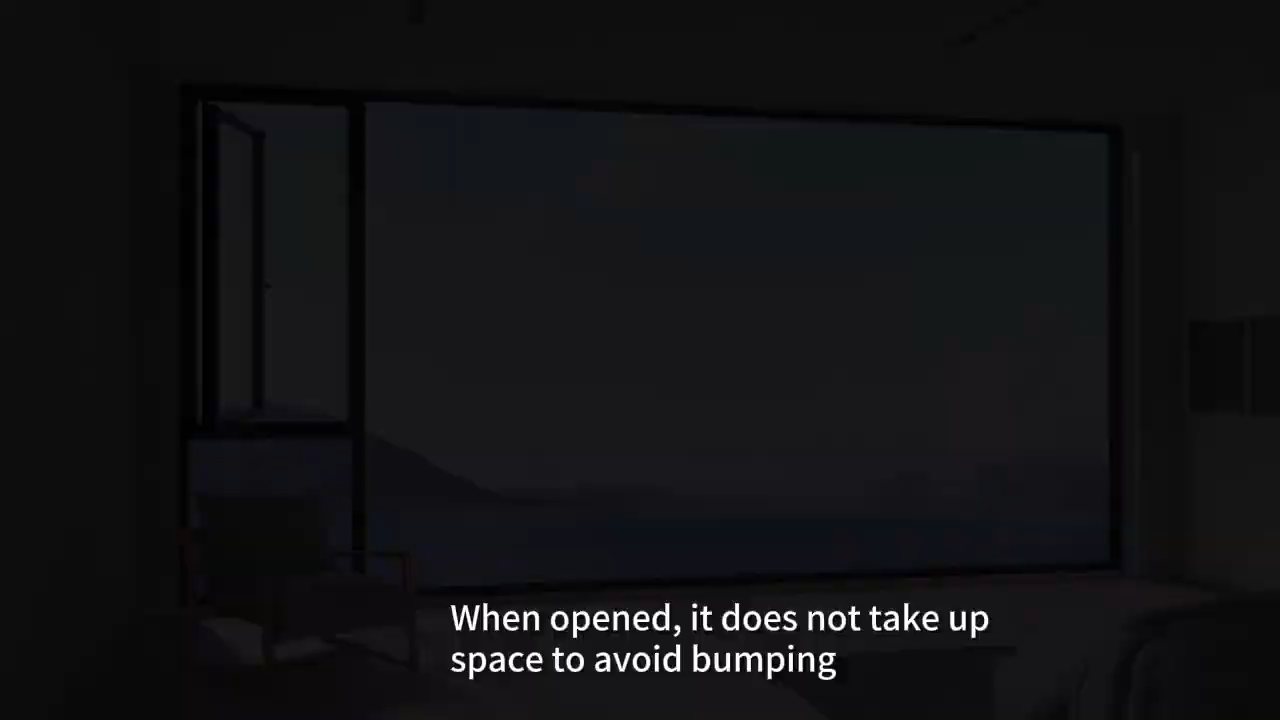 When opened, it does not take up
space to avoid bumping